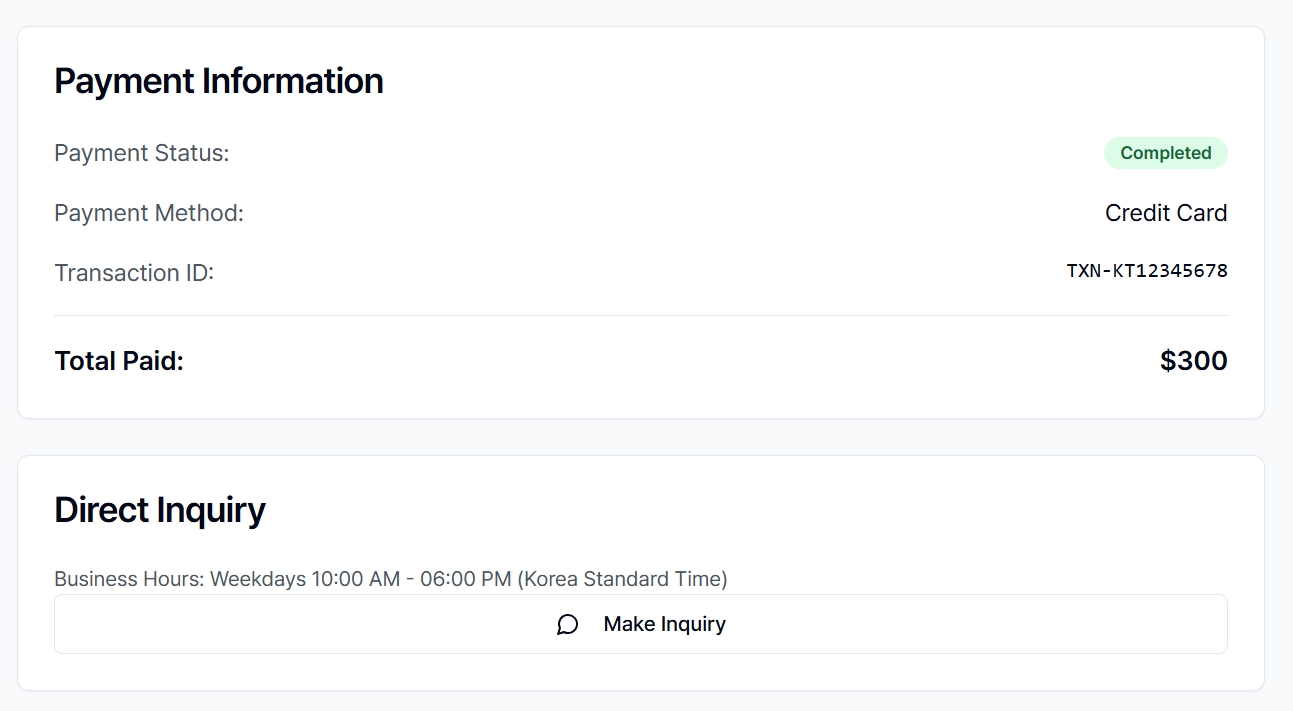 Payment Information
Payment Status: Completed
Payment Method: Credit Card
Transaction ID: TXN-KT12345678
Total Paid: $300
Direct Inquiry
Business Hours: Weekdays 10:00 AM - 06:00 PM (Korea Standard Time)
Make Inquiry